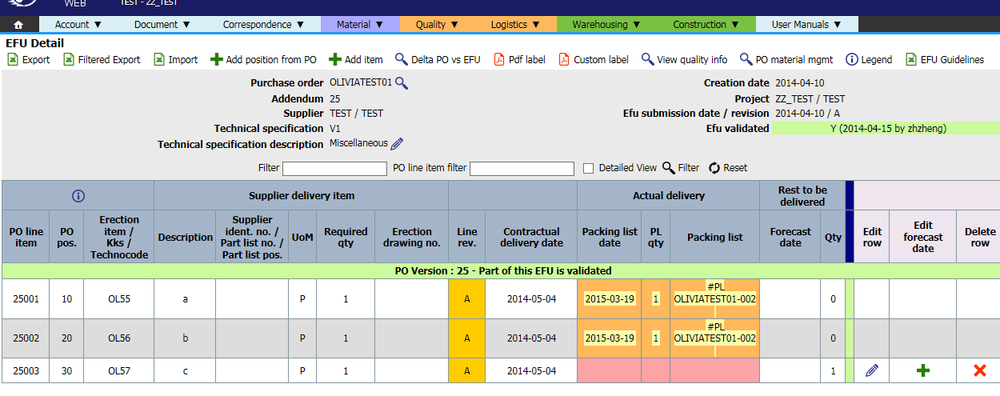 WEB
TEST - ZZ_TEST
Account ▼ Document ▼ Correspondence ▼ Material ▼ Quality ▼ Logistics ▼ Warehousing ▼ Construction ▼ User Manuals ▼
EFU Detail
Export Filtered Export Import Add position from PO Add item Delta PO vs EFU Pdf label Custom label View quality info PO material mgmt Legend EFU Guidelines
Purchase order OLIVIATEST01 Creation date 2014-04-10
Addendum 25 Project ZZ_TEST / TEST
Supplier TEST / TEST Efu submission date / revision 2014-04-10 / A
Technical specification V1 Efu validated Y (2014-04-15 by zhzheng)
Technical specification description Miscellaneous
Filter PO line item filter Detailed View Filter Reset
Supplier delivery item
Actual delivery
Rest to be
delivered
PO line
item
PO
pos.
Erection
item /
Kks /
Technocode
Description
Supplier
ident. no. /
Part list no. /
Part list pos.
UoM
Required
qty
Erection
drawing no.
Line
rev.
Contractual
delivery date
Packing list
date
PL
qty
Packing list
Forecast
date
Qty
Edit
row
Edit
forecast
date
Delete
row
PO Version : 25 - Part of this EFU is validated
25001 10 OL55 a P 1 A 2014-05-04 2015-03-19 1 #PL
OLIVIATEST01-002 0
25002 20 OL56 b P 1 A 2014-05-04 2015-03-19 1 #PL
OLIVIATEST01-002 0
25003 30 OL57 c P 1 A 2014-05-04 1